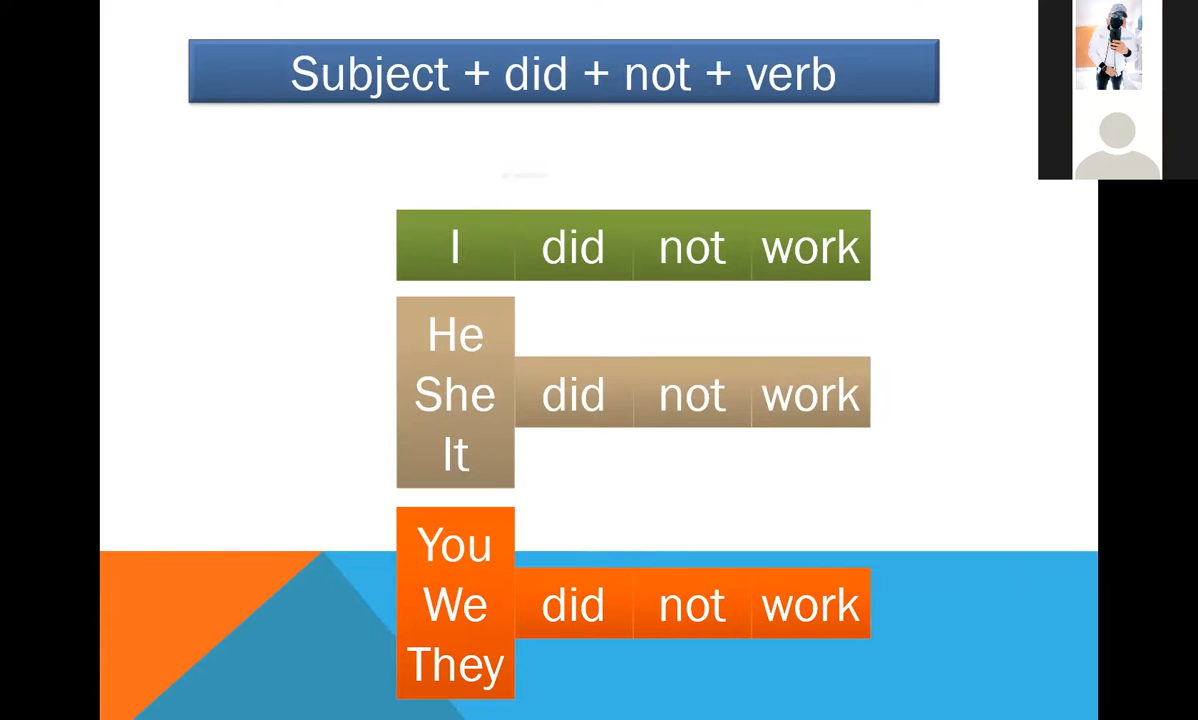 Subject + did + not + verb
I did not work
He
She did not work
It
You
We did not work
They